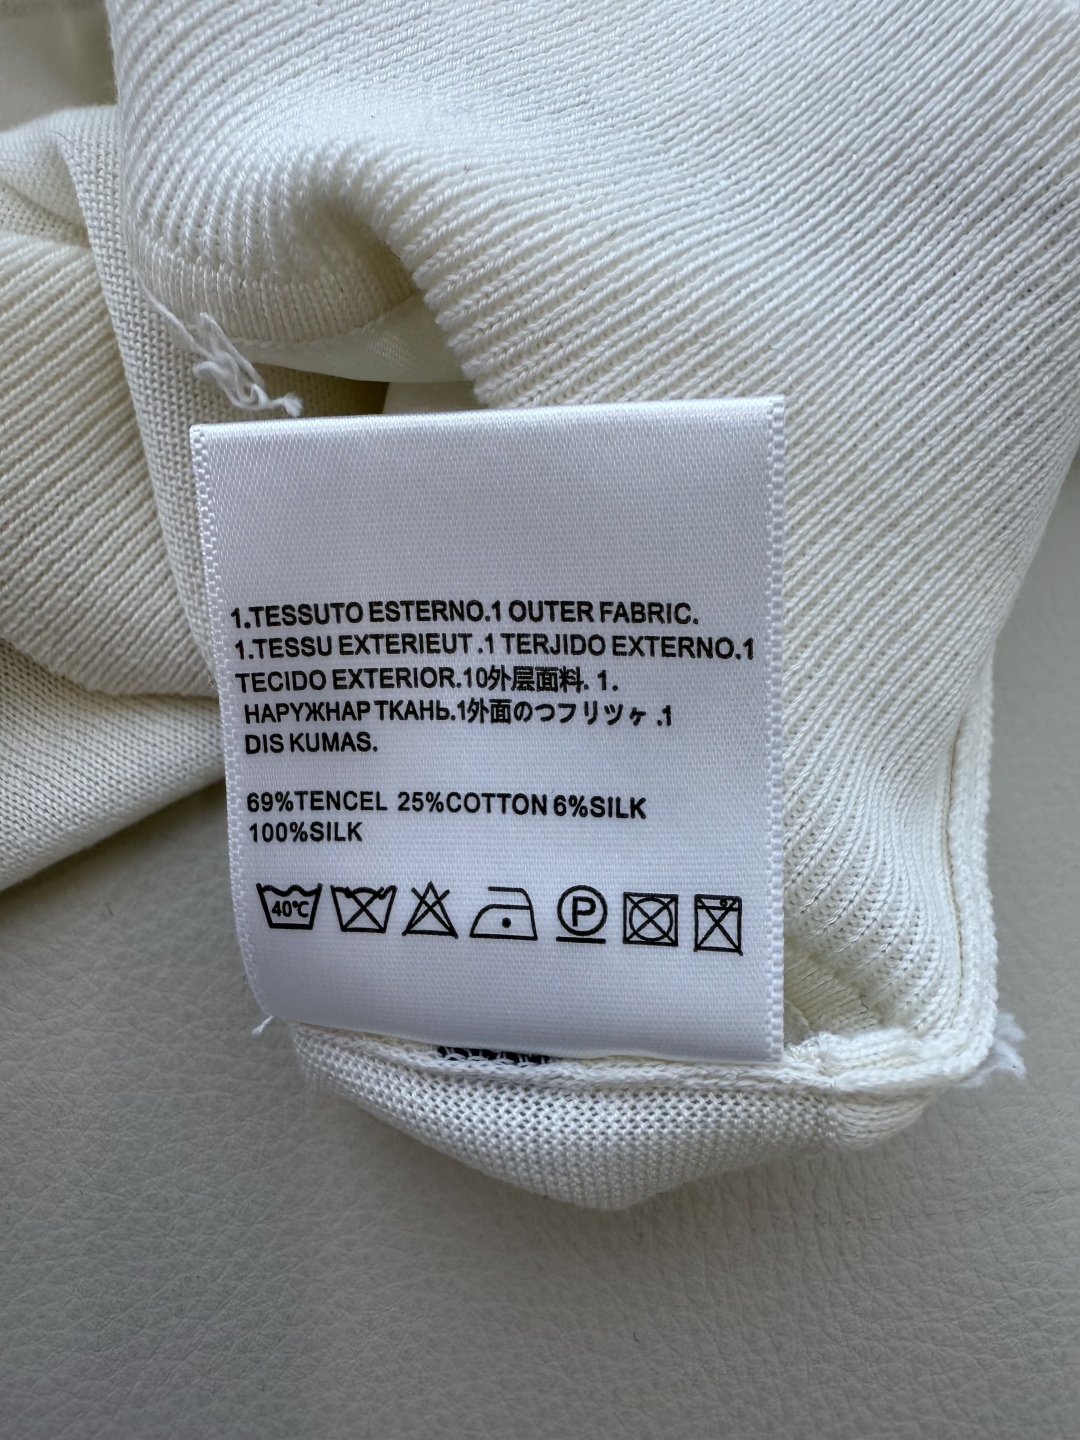 1.TESSUTO ESTERNO.1 OUTER FABRIC.
1.TESSU EXTERIEUT .1 TERJIDO EXTERNO.1
TECIDO EXTERIOR.10外层面料. 1.
НАРУЖНАР ТКАНЬ.1外面のつフリツヶ .1
DIS KUMAS.
69%TENCEL 25%COTTON 6%SILK
100%SILK
40℃ P